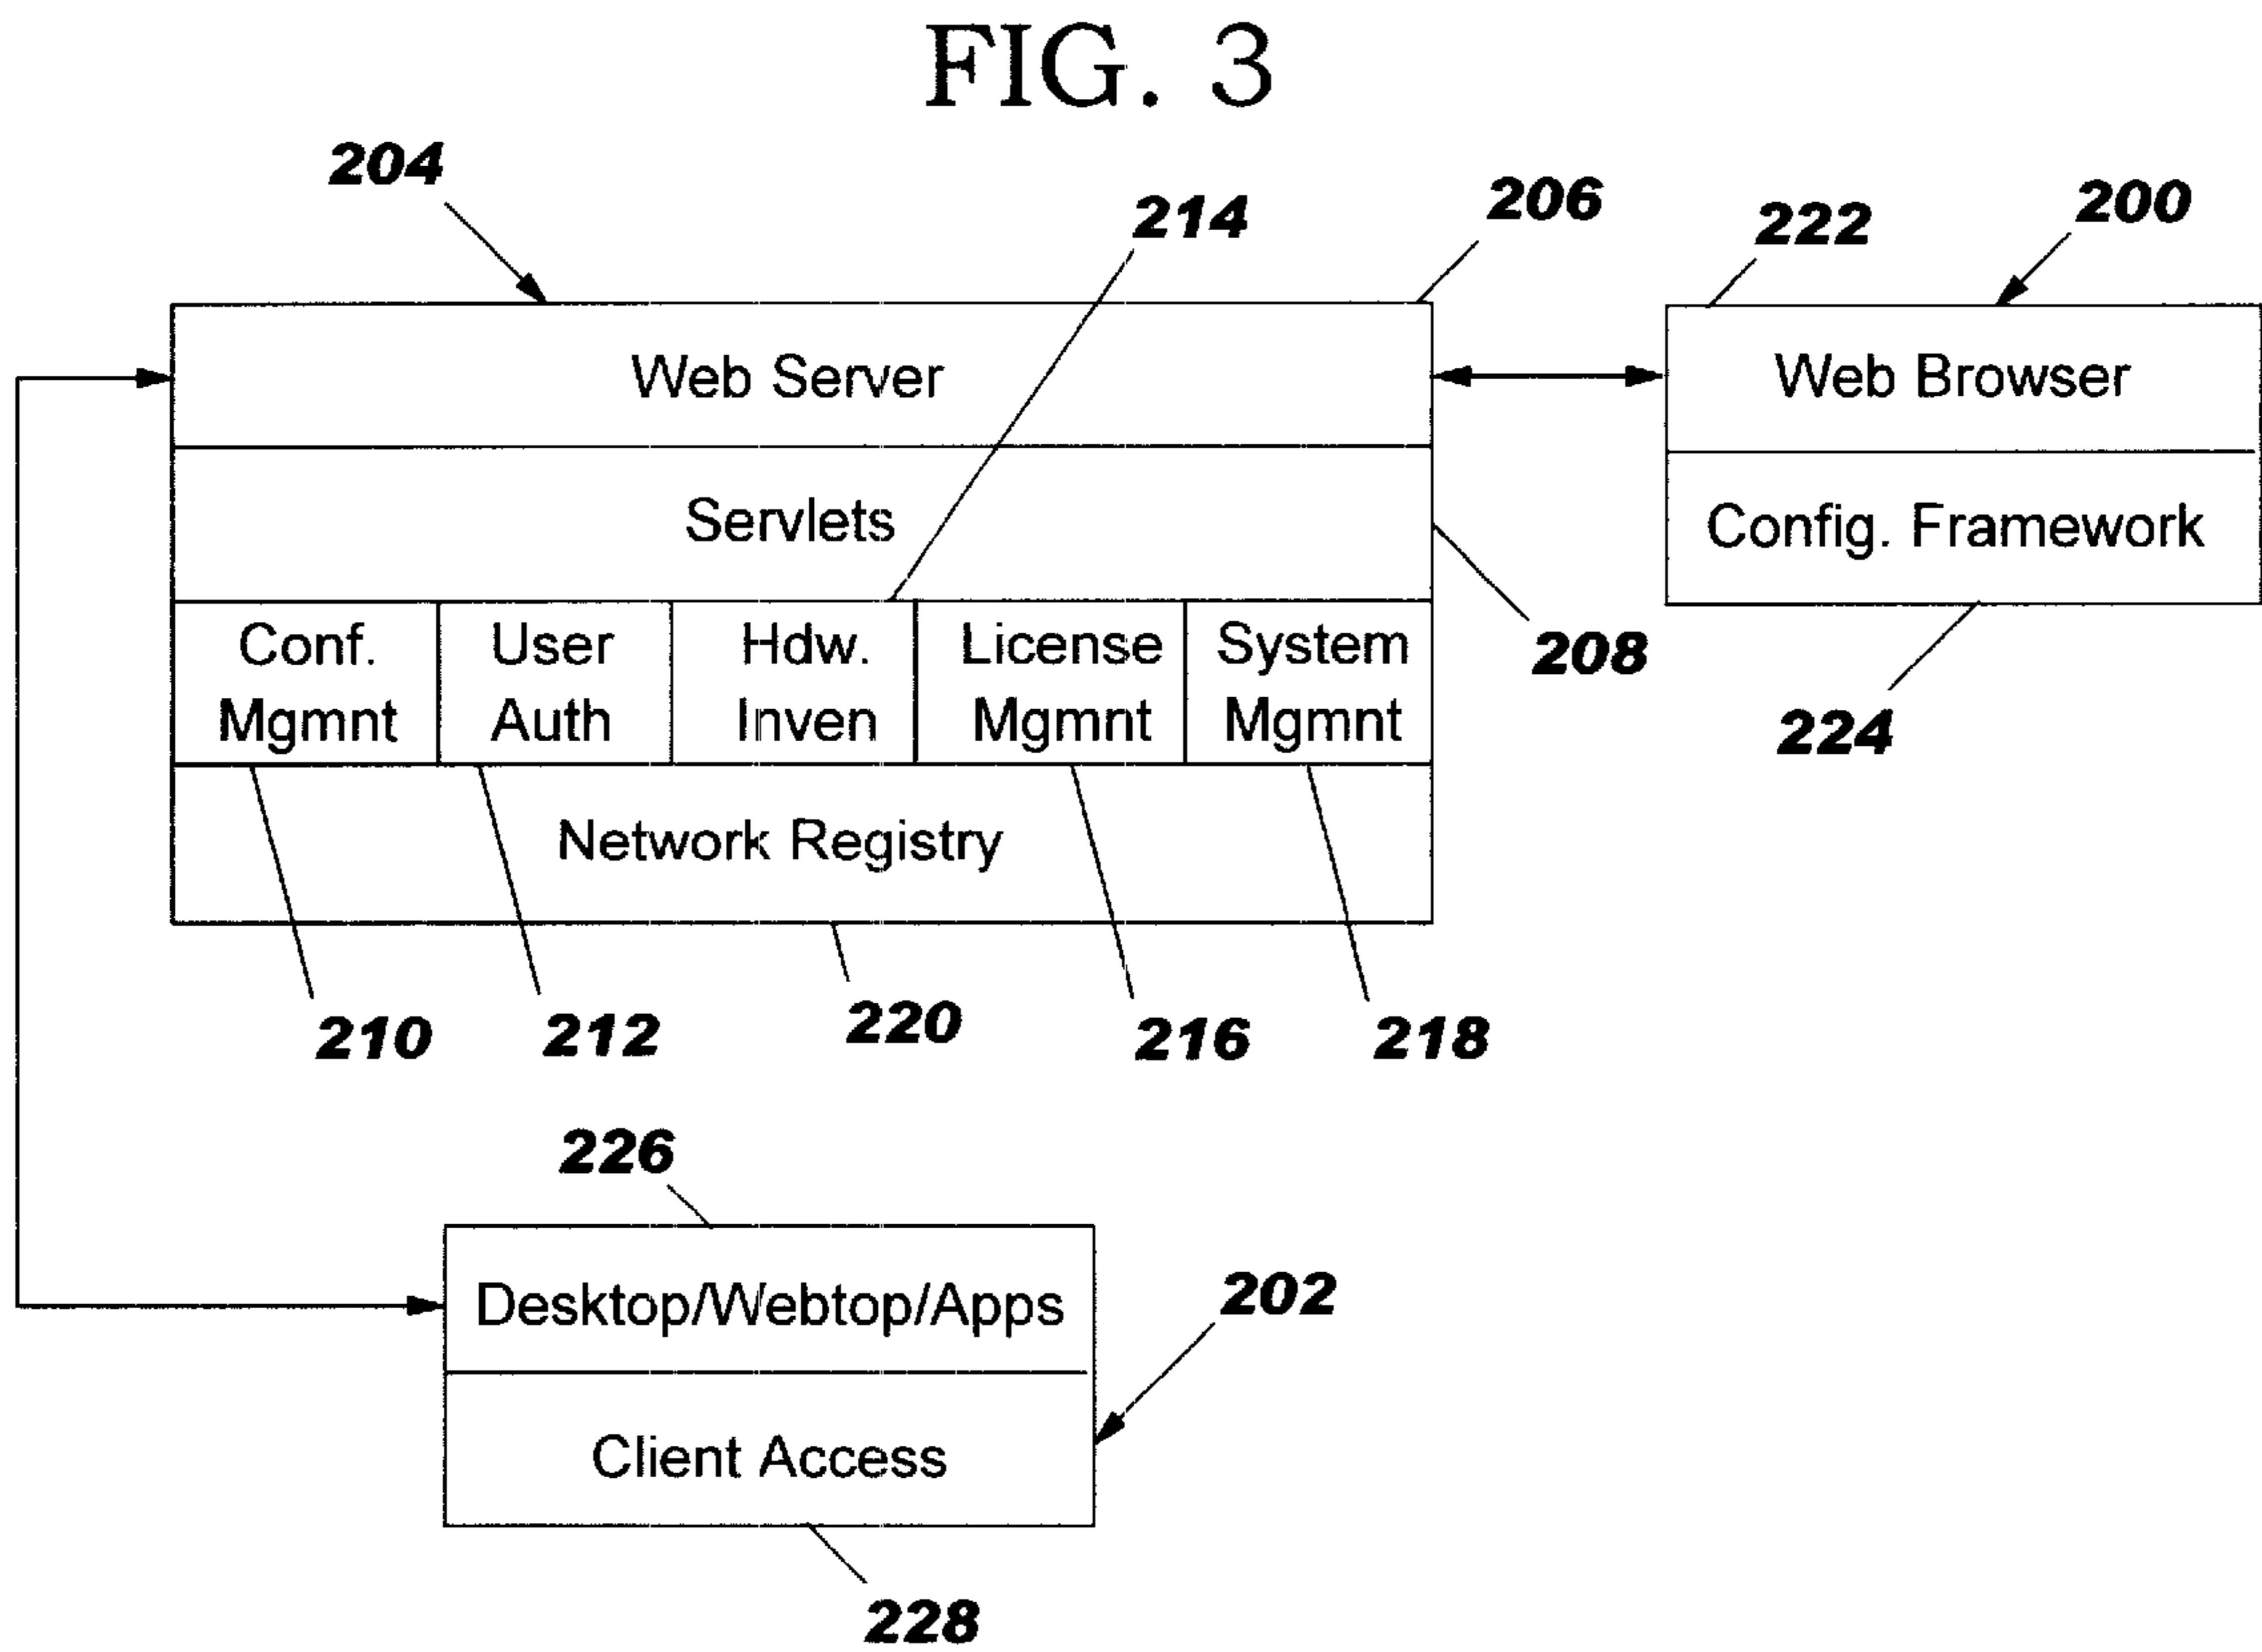 FIG. 3
204
214
206
222
200
Web Server
Web Browser
Servlets
Config. Framework
Conf.
Mgmnt
User
Auth
Hdw.
Inven
License
Mgmnt
System
Mgmnt
208
224
Network Registry
210
212
220
216
218
226
Desktop/Webtop/Apps
202
Client Access
228